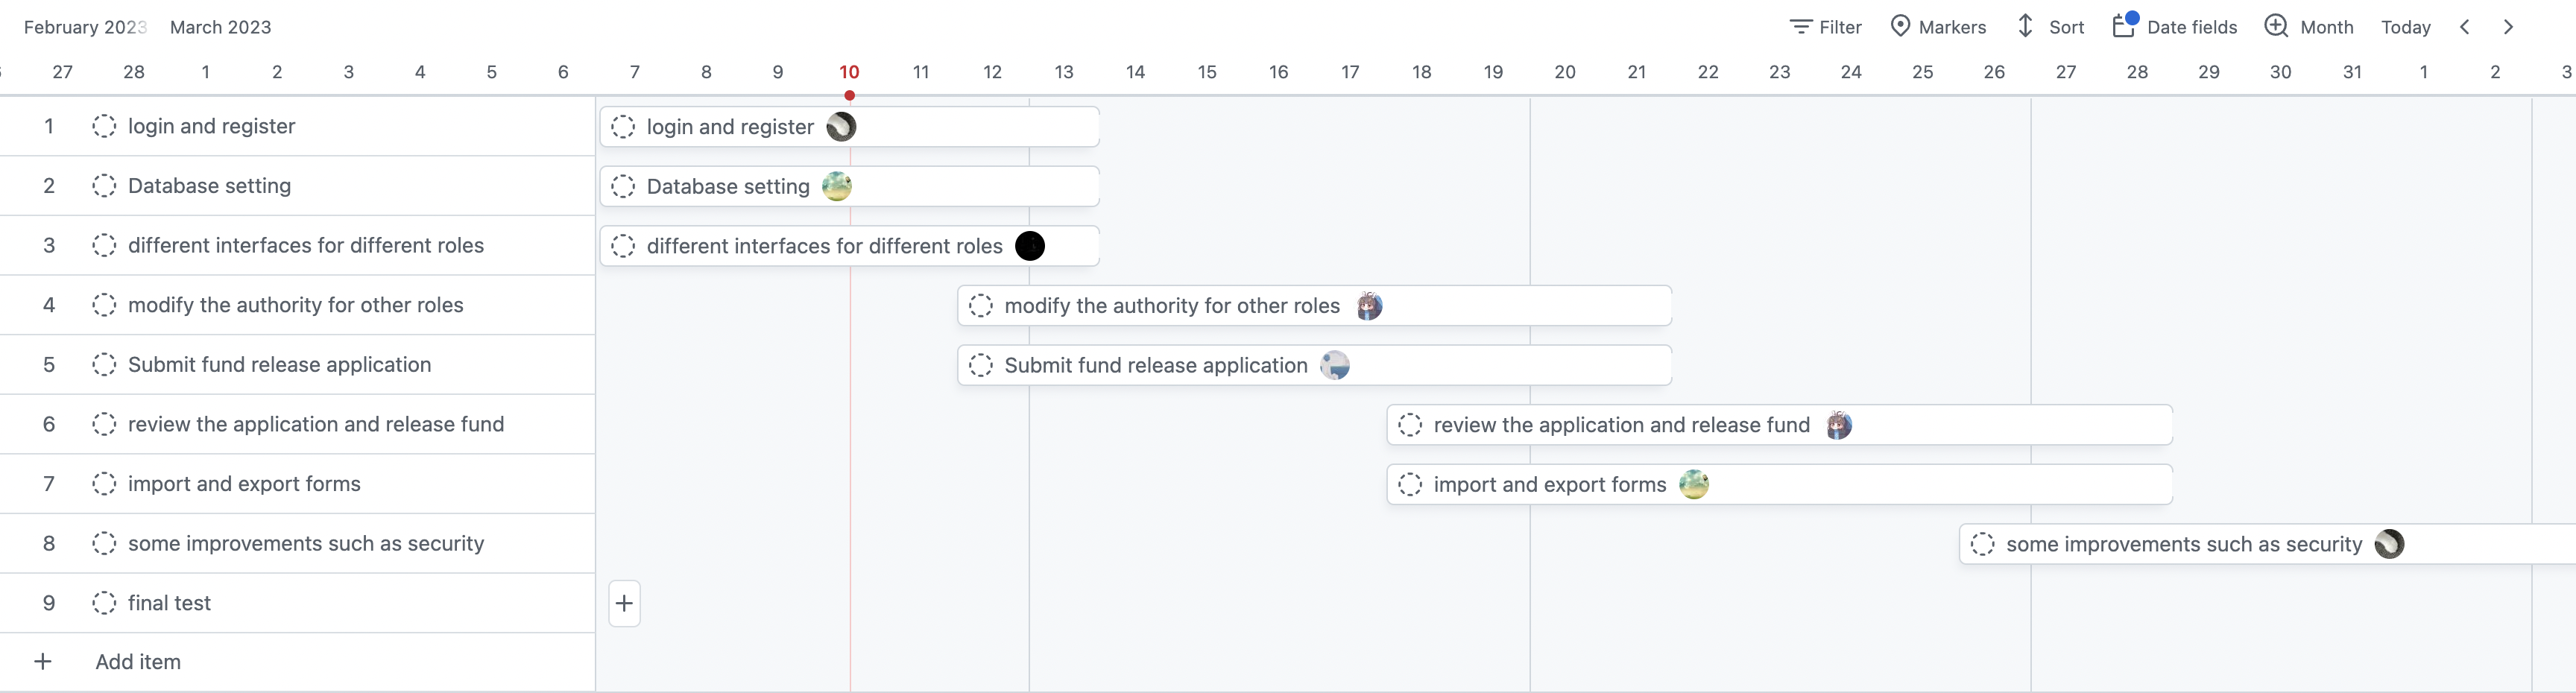 February 2023 March 2023 Filter Markers Sort Date fields Month Today
27 28 1 2 3 4 5 6 7 8 9 10 11 12 13 14 15 16 17 18 19 20 21 22 23 24 25 26 27 28 29 30 31 1 2 3
1 login and register login and register
2 Database setting Database setting
3 different interfaces for different roles different interfaces for different roles
4 modify the authority for other roles modify the authority for other roles
5 Submit fund release application Submit fund release application
6 review the application and release fund review the application and release fund
7 import and export forms import and export forms
8 some improvements such as security some improvements such as security
9 final test +
+ Add item